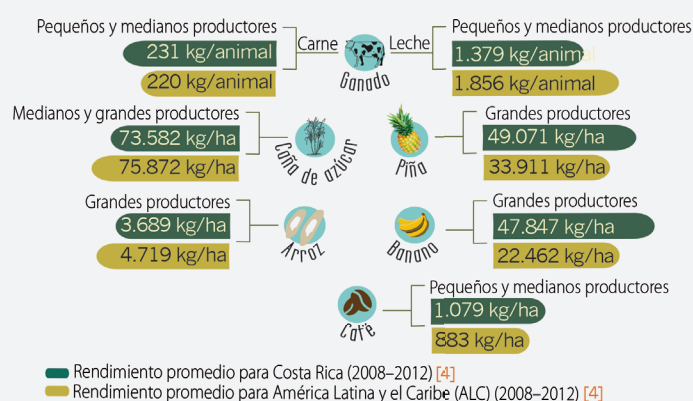 Pequeños y medianos productores
231 kg/animal
220 kg/animal
Carne
Ganado
Leche
Pequeños y medianos productores
1.379 kg/animal
1.856 kg/animal
Medianos y grandes productores
73.582 kg/ha
75.872 kg/ha
Caña de azúcar
Piña
Grandes productores
49.071 kg/ha
33.911 kg/ha
Grandes productores
3.689 kg/ha
4.719 kg/ha
Arroz
Banano
Grandes productores
47.847 kg/ha
22.462 kg/ha
Café
Pequeños y medianos productores
1.079 kg/ha
883 kg/ha
Rendimiento promedio para Costa Rica (2008–2012) [4]
Rendimiento promedio para América Latina y el Caribe (ALC) (2008–2012) [4]